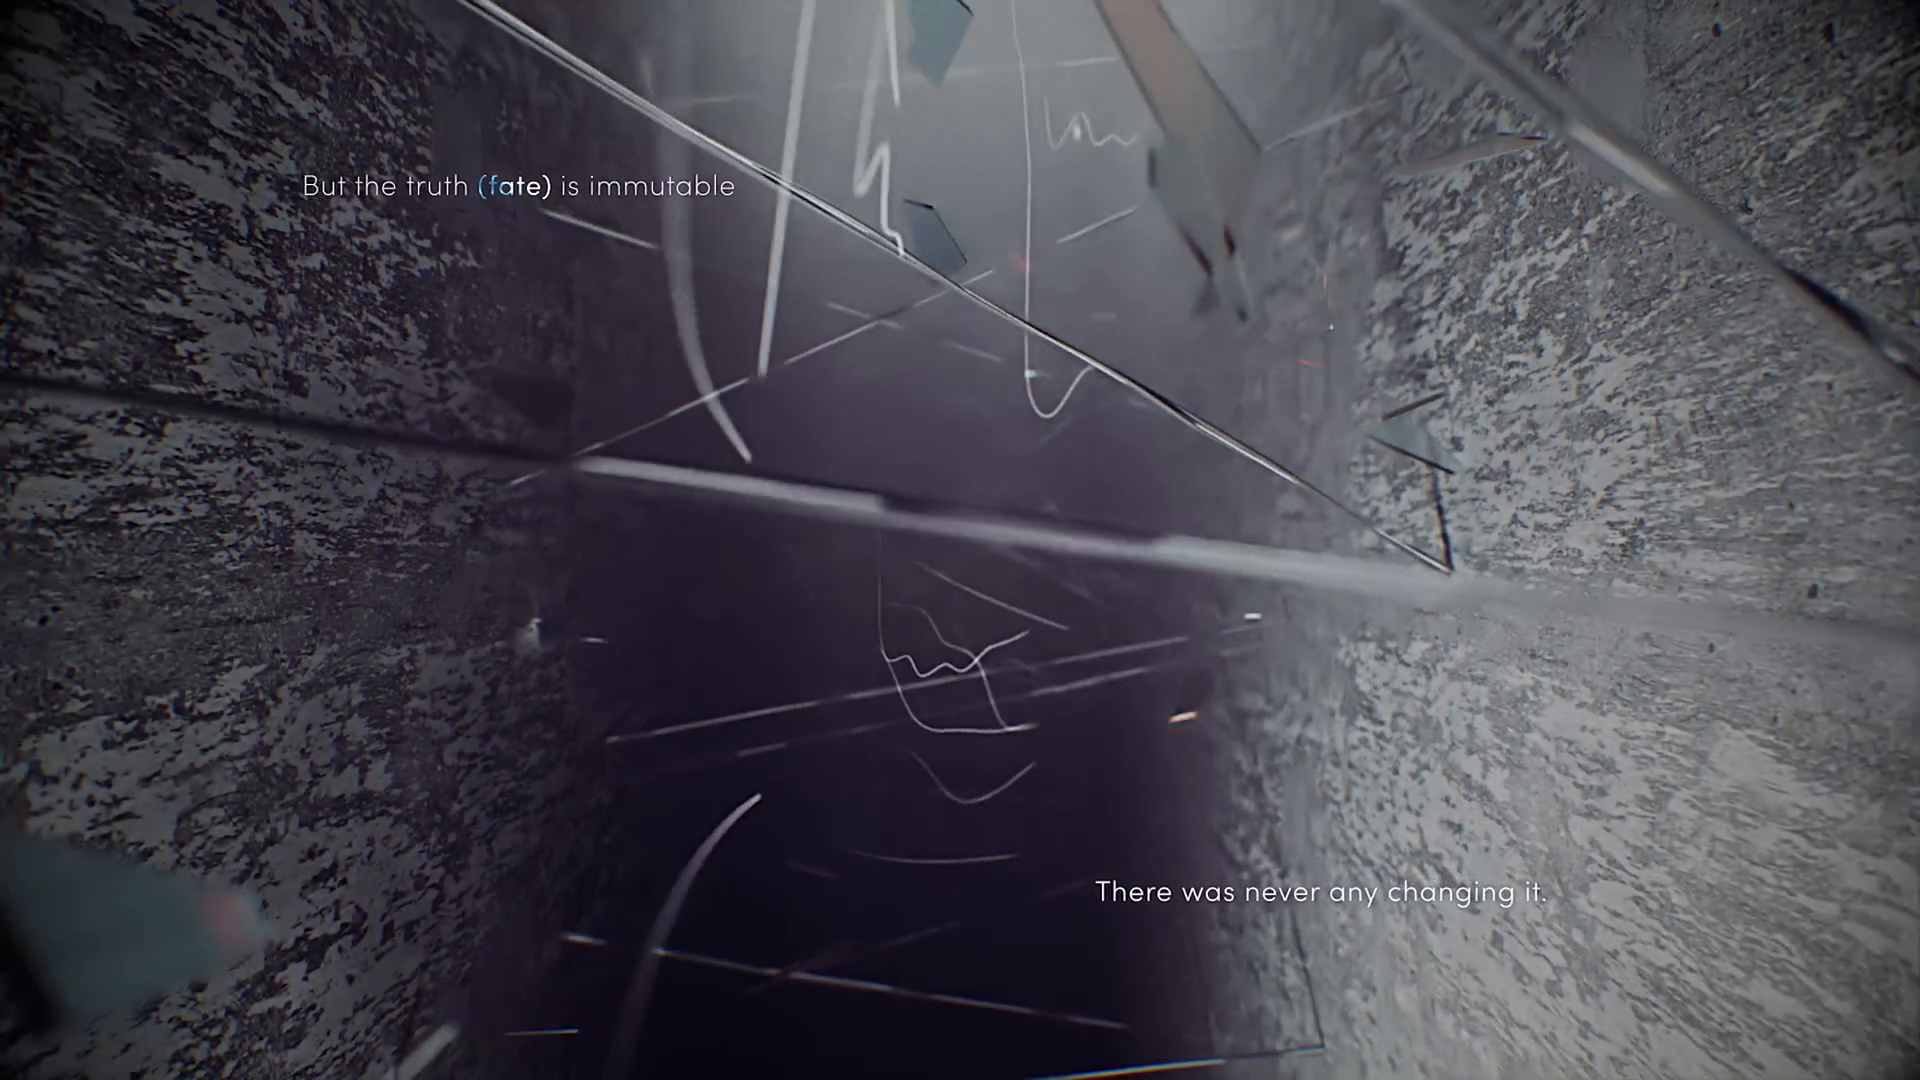 But the truth (fate) is immutable
There was never any changing it.